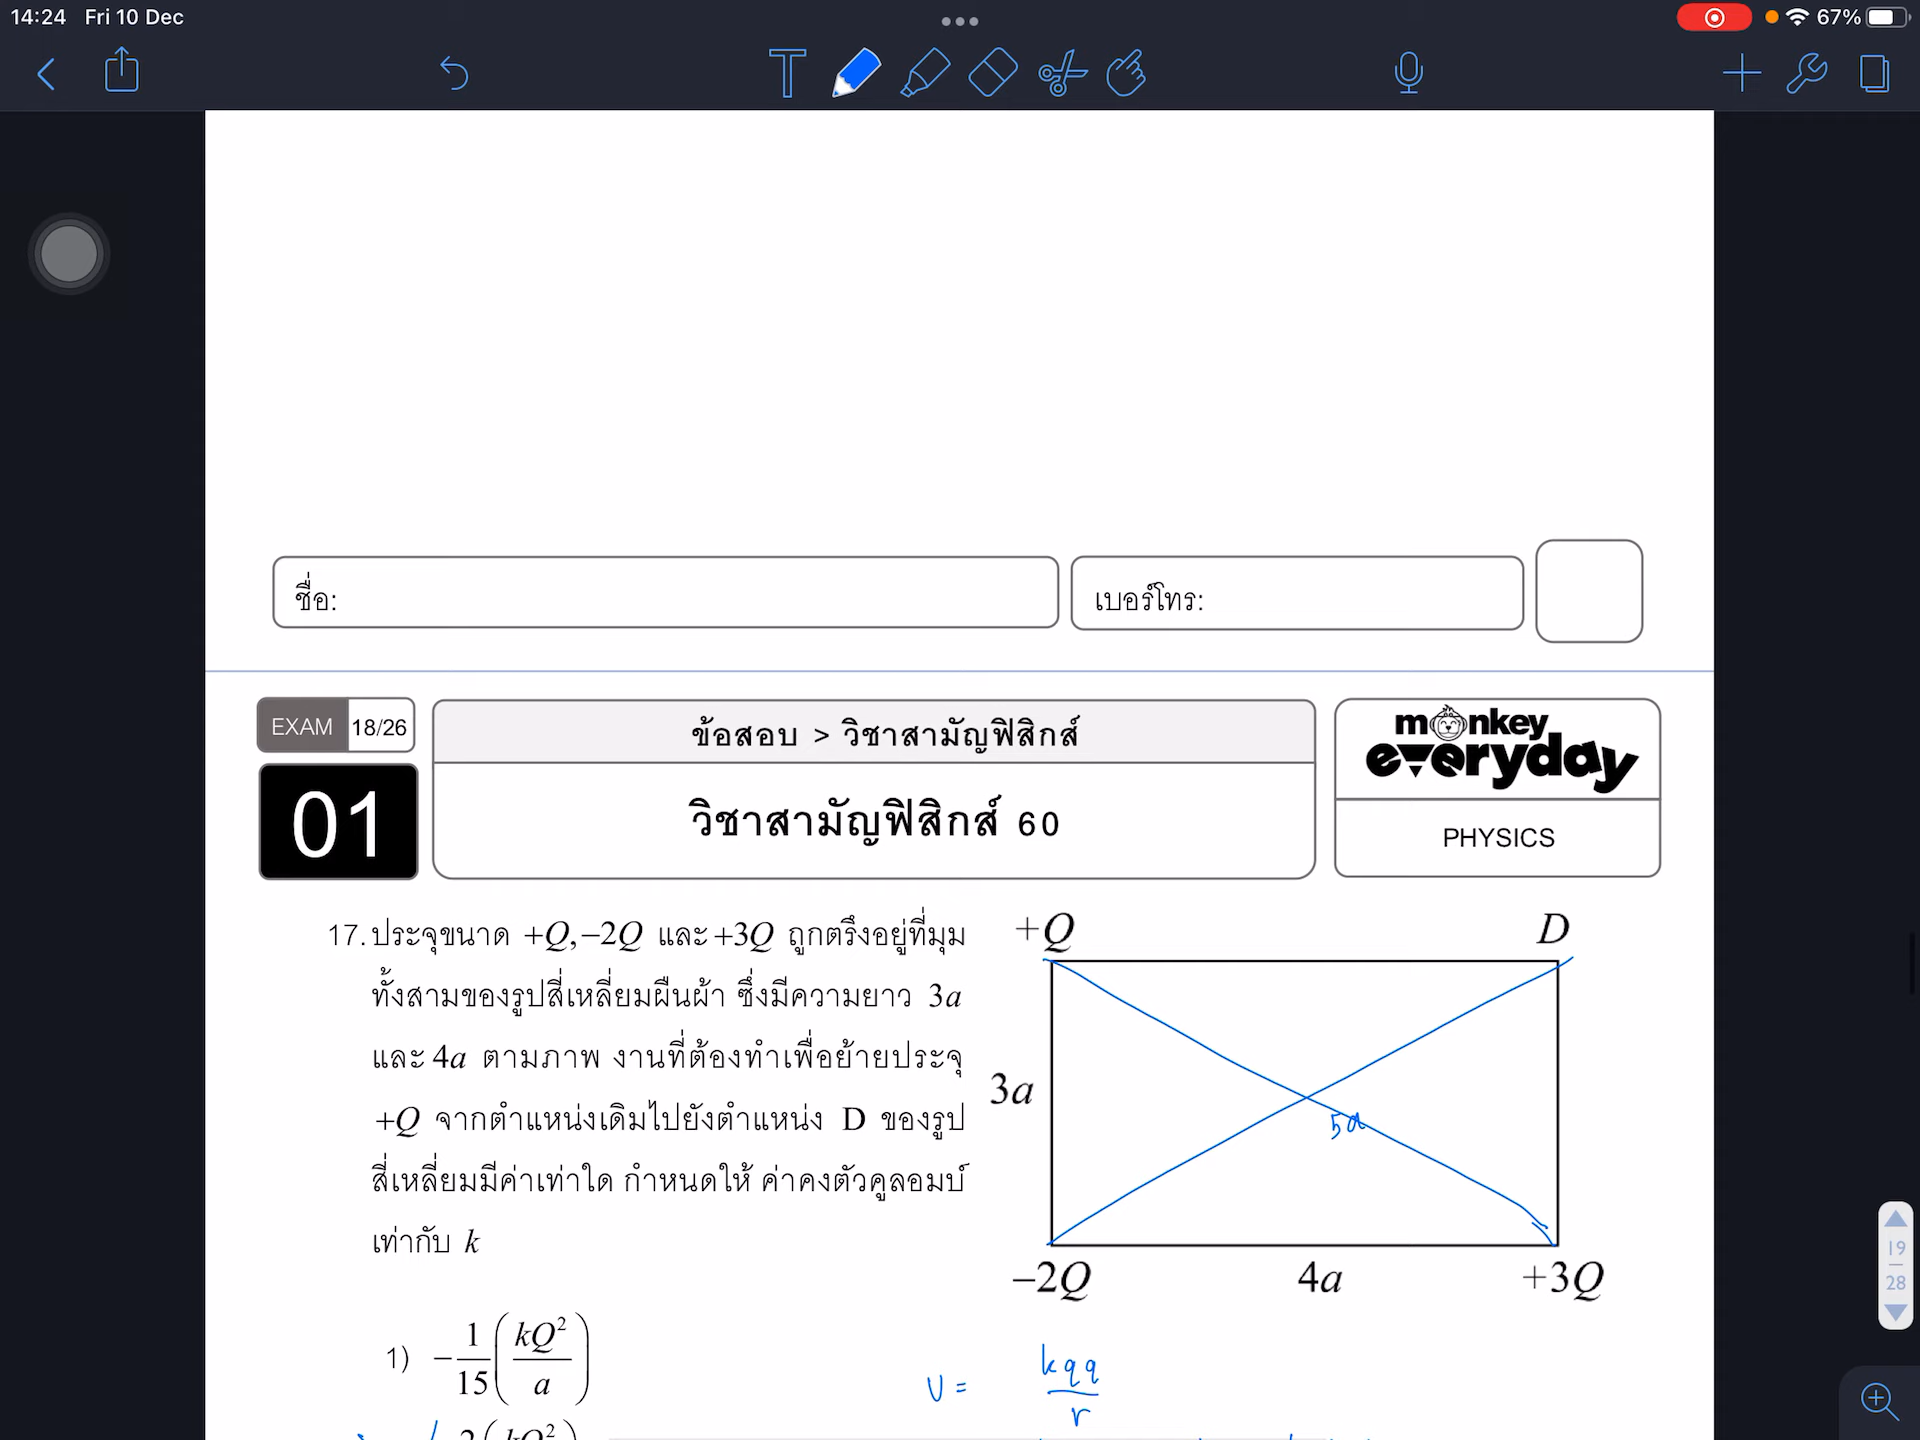 14:24 Fri 10 Dec
67%
ชื่อ:
เบอร์โทร:
EXAM 18/26
01
ข้อสอบ > วิชาสามัญฟิสิกส์
วิชาสามัญฟิสิกส์ 60
monkey
everyday
PHYSICS
17. ประจุขนาด +Q, −2Q และ +3Q ถูกตรึงอยู่ที่มุม
ทั้งสามของรูปสี่เหลี่ยมผืนผ้า ซึ่งมีความยาว 3a
และ 4a ตามภาพ งานที่ต้องทำเพื่อย้ายประจุ
+Q จากตำแหน่งเดิมไปยังตำแหน่ง D ของรูป
สี่เหลี่ยมมีค่าเท่าใด กำหนดให้ ค่าคงตัวคูลอมบ์
เท่ากับ k
+Q D
3a
5a
−2Q 4a +3Q
1) −1/15 (kQ²/a)
U = kqq/r
19
28